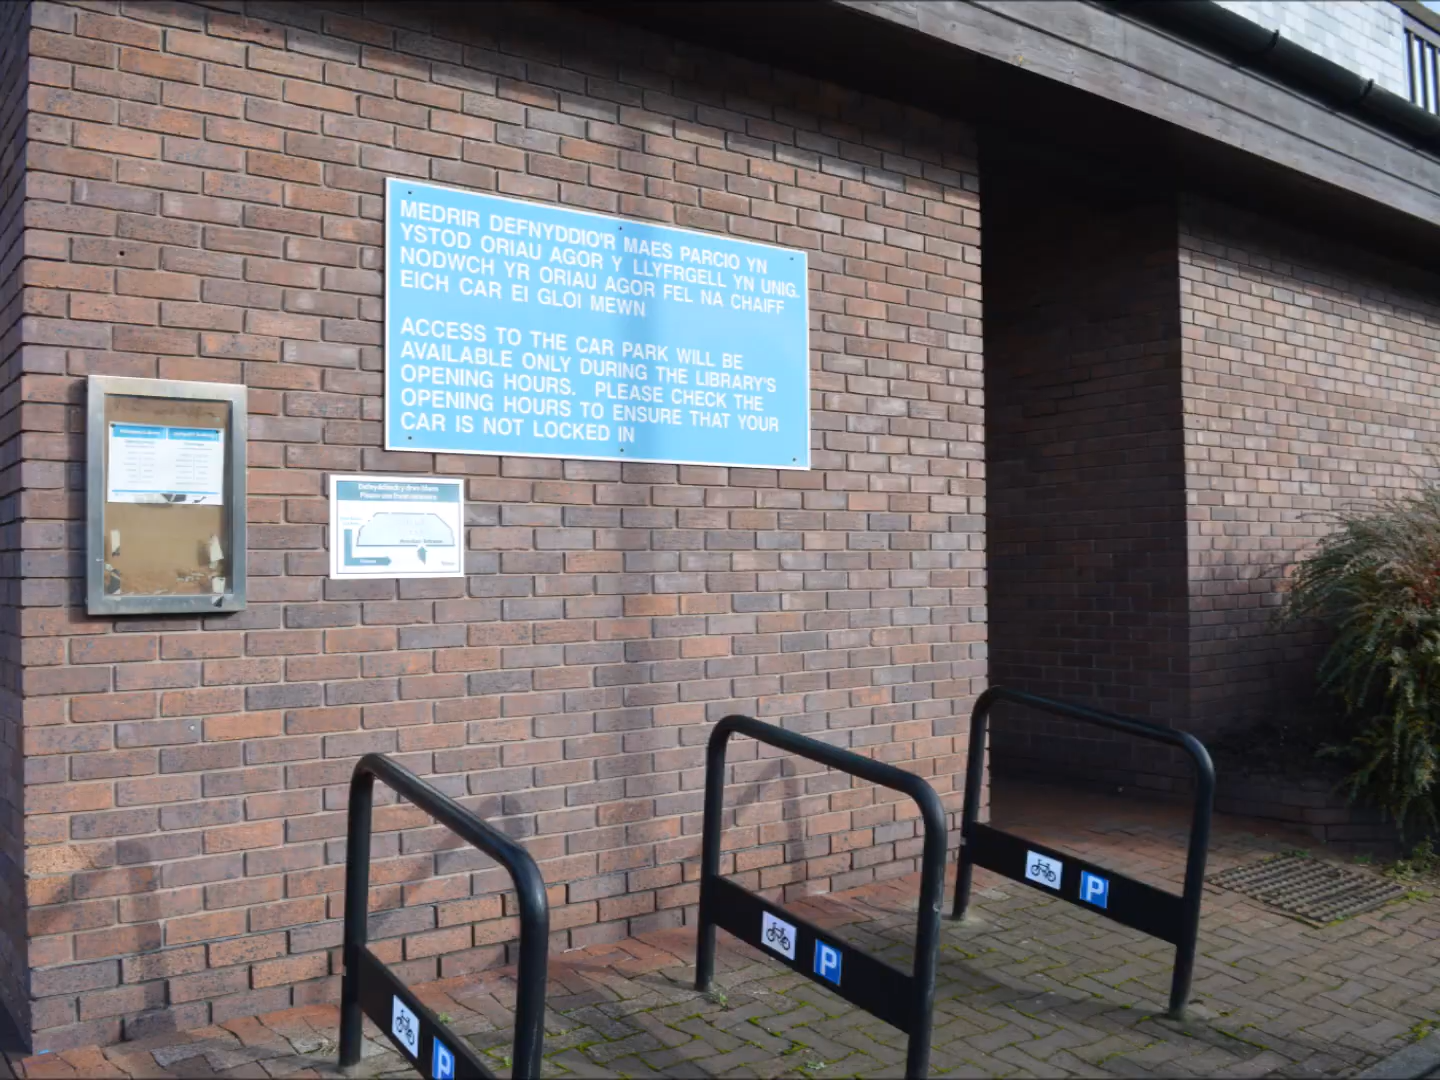 MEDRIR DEFNYDDIO'R MAES PARCIO YN
YSTOD ORIAU AGOR Y LLYFRGELL YN UNIG.
NODWCH YR ORIAU AGOR FEL NA CHAIFF
EICH CAR EI GLOI MEWN
ACCESS TO THE CAR PARK WILL BE
AVAILABLE ONLY DURING THE LIBRARY'S
OPENING HOURS. PLEASE CHECK THE
OPENING HOURS TO ENSURE THAT YOUR
CAR IS NOT LOCKED IN
P
P
P